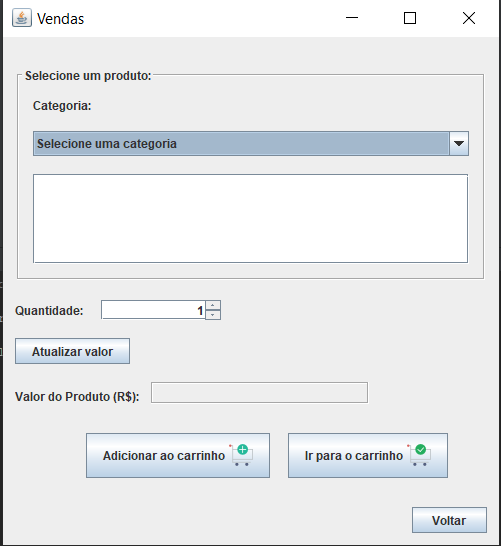 Vendas
Selecione um produto:
Categoria:
Selecione uma categoria
Quantidade: 1
Atualizar valor
Valor do Produto (R$):
Adicionar ao carrinho Ir para o carrinho
Voltar